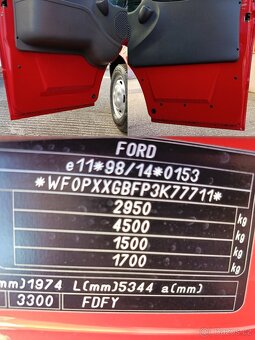 FORD
e11*98/14*0153
*WF0PXXGBFP3K77711*
2950 kg
4500 kg
1500 kg
1700 kg
mm)1974 L(mm)5344 a(mm)
3300 FDFY